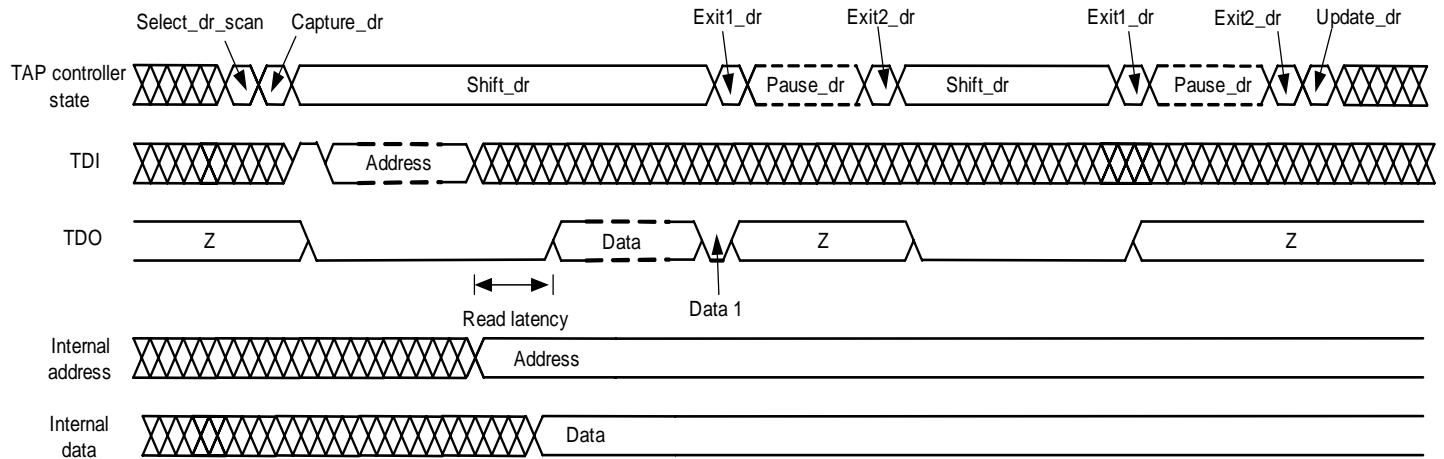 Select_dr_scan
Capture_dr
Exit1_dr
Exit2_dr
Exit1_dr
Exit2_dr
Update_dr
TAP controller
state
Shift_dr
Pause_dr
Shift_dr
Pause_dr
TDI
Address
TDO
Z
Data
Z
Z
Data 1
Read latency
Internal
address
Address
Internal
data
Data